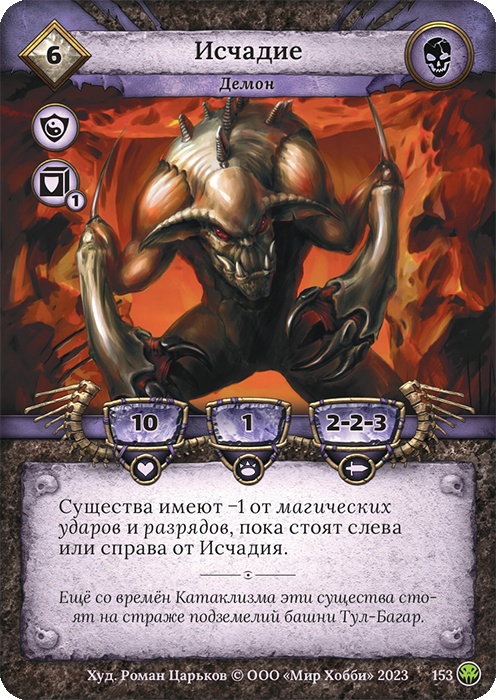 6
Исчадие
Демон
1
10
1
2-2-3
Существа имеют −1 от магических
ударов и разрядов, пока стоят слева
или справа от Исчадия.
Ещё со времён Катаклизма эти существа сто-
ят на страже подземелий башни Тул-Багар.
Худ. Роман Царьков © ООО «Мир Хобби» 2023
153